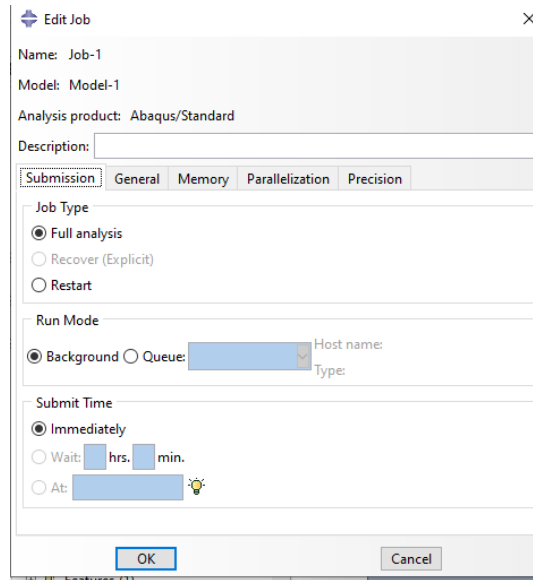 Edit Job
Name: Job-1
Model: Model-1
Analysis product: Abaqus/Standard
Description:
Submission General Memory Parallelization Precision
Job Type
Full analysis
Recover (Explicit)
Restart
Run Mode
Background Queue: Host name:
Type:
Submit Time
Immediately
Wait: hrs. min.
At:
OK Cancel
Features (1)